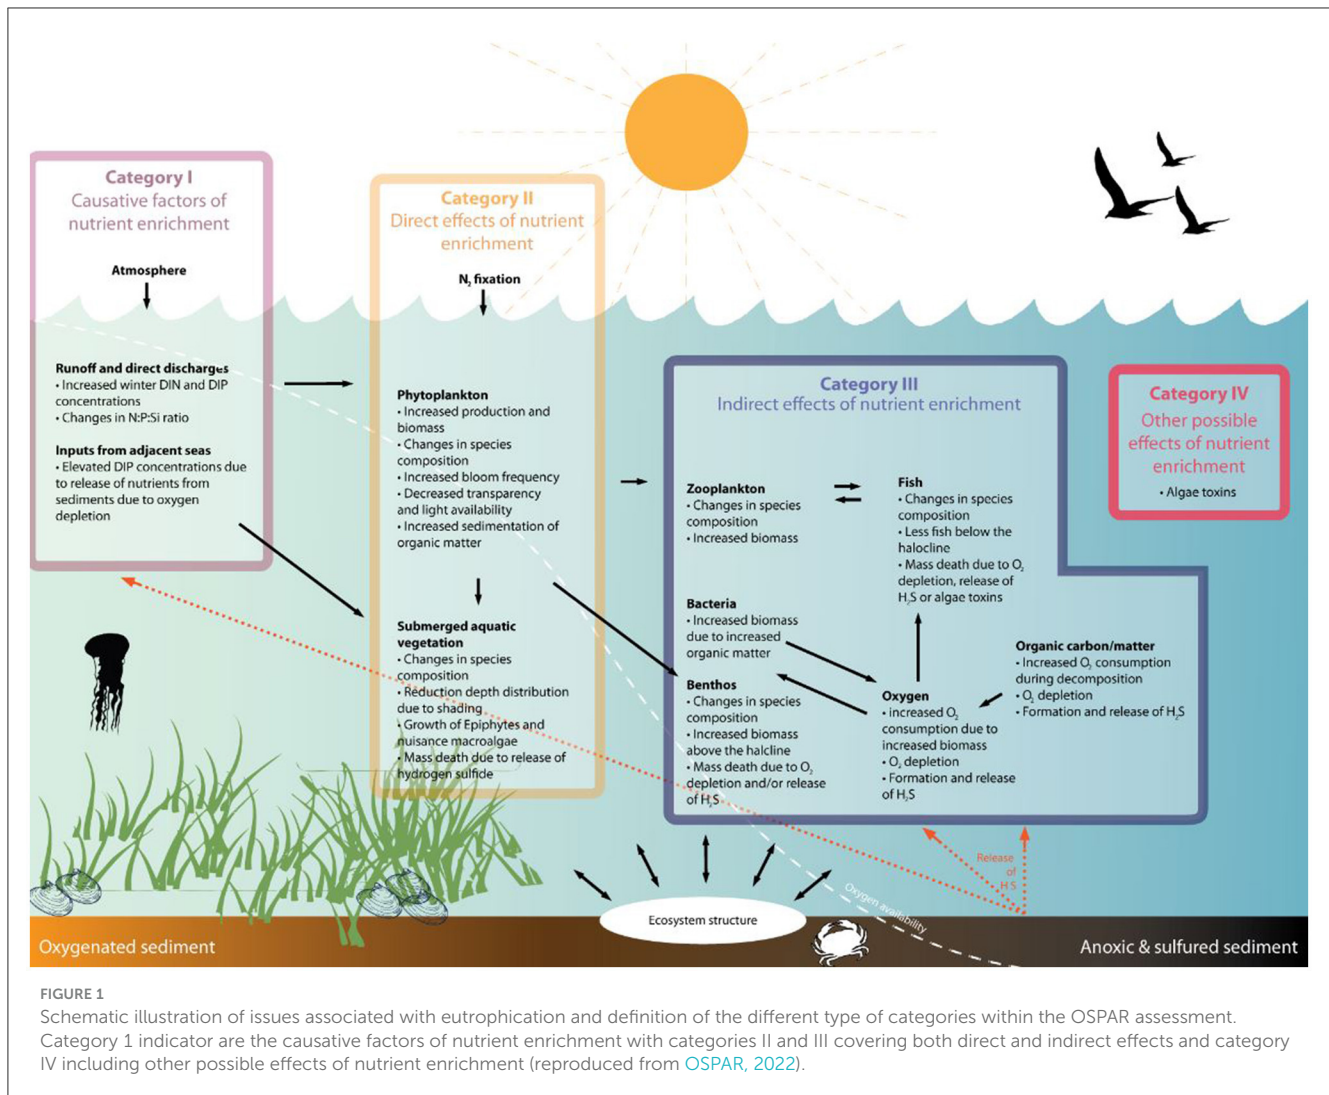 Category I
Causative factors of
nutrient enrichment
Atmosphere
Runoff and direct discharges
• Increased winter DIN and DIP
concentrations
• Changes in N:P:Si ratio
Inputs from adjacent seas
• Elevated DIP concentrations due
to release of nutrients from
sediments due to oxygen
depletion
Category II
Direct effects of nutrient
enrichment
N₂ fixation
Phytoplankton
• Increased production and
biomass
• Changes in species
composition
• Increased bloom frequency
• Decreased transparency
and light availability
• Increased sedimentation of
organic matter
Submerged aquatic
vegetation
• Changes in species
composition
• Reduction depth distribution
due to shading
• Growth of Epiphytes and
nuisance macroalgae
• Mass death due to release of
hydrogen sulfide
Category III
Indirect effects of nutrient enrichment
Zooplankton
• Changes in species
composition
• Increased biomass
Fish
• Changes in species
composition
• Less fish below the
halocline
• Mass death due to O₂
depletion, release of
H₂S or algae toxins
Bacteria
• Increased biomass
due to increased
organic matter
Benthos
• Changes in species
composition
• Increased biomass
above the halcline
• Mass death due to O₂
depletion and/or release
of H₂S
Oxygen
• increased O₂
consumption due to
increased biomass
• O₂ depletion
• Formation and release
of H₂S
Organic carbon/matter
• Increased O₂ consumption
during decomposition
• O₂ depletion
• Formation and release of H₂S
Category IV
Other possible
effects of nutrient
enrichment
• Algae toxins
Release
of
H S
Oxygen availability
Ecosystem structure
Oxygenated sediment
Anoxic & sulfured sediment
FIGURE 1
Schematic illustration of issues associated with eutrophication and definition of the different type of categories within the OSPAR assessment.
Category 1 indicator are the causative factors of nutrient enrichment with categories II and III covering both direct and indirect effects and category
IV including other possible effects of nutrient enrichment (reproduced from OSPAR, 2022).